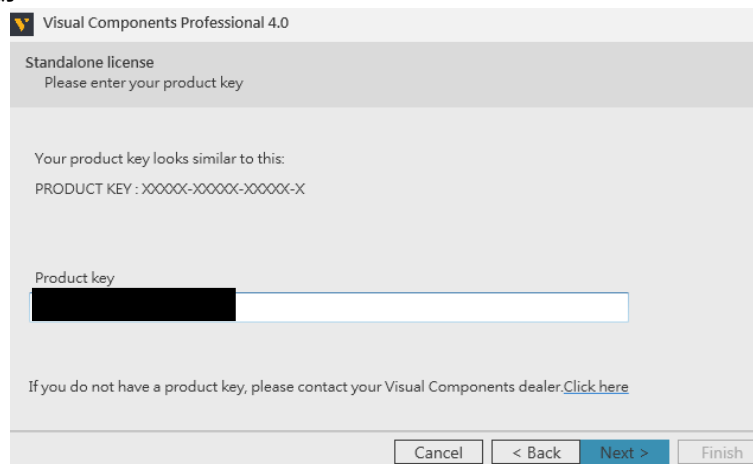 Visual Components Professional 4.0
Standalone license
Please enter your product key
Your product key looks similar to this:
PRODUCT KEY : XXXXX-XXXXX-XXXXX-X
Product key
If you do not have a product key, please contact your Visual Components dealer.Click here
Cancel
< Back
Next >
Finish